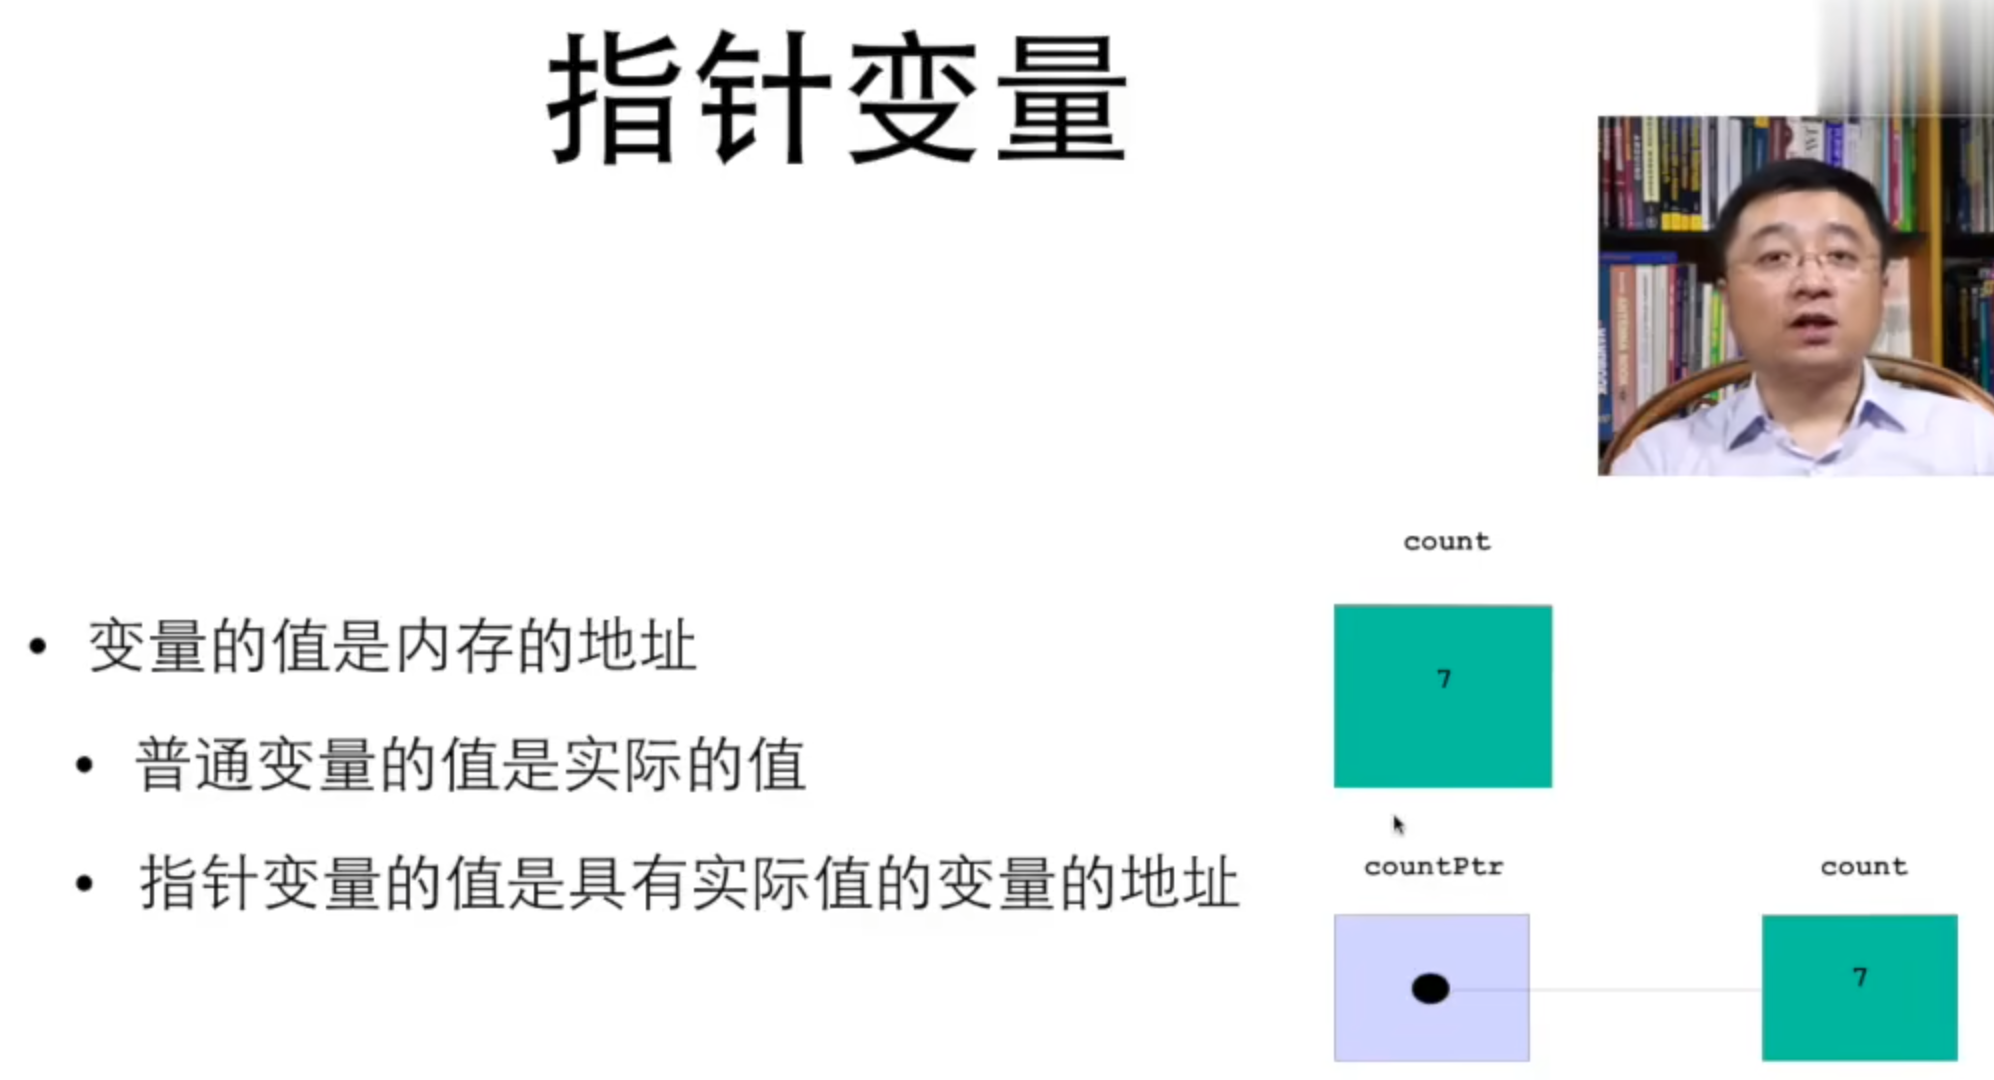 指针变量
count
7
• 变量的值是内存的地址
• 普通变量的值是实际的值
• 指针变量的值是具有实际值的变量的地址
countPtr
count
7